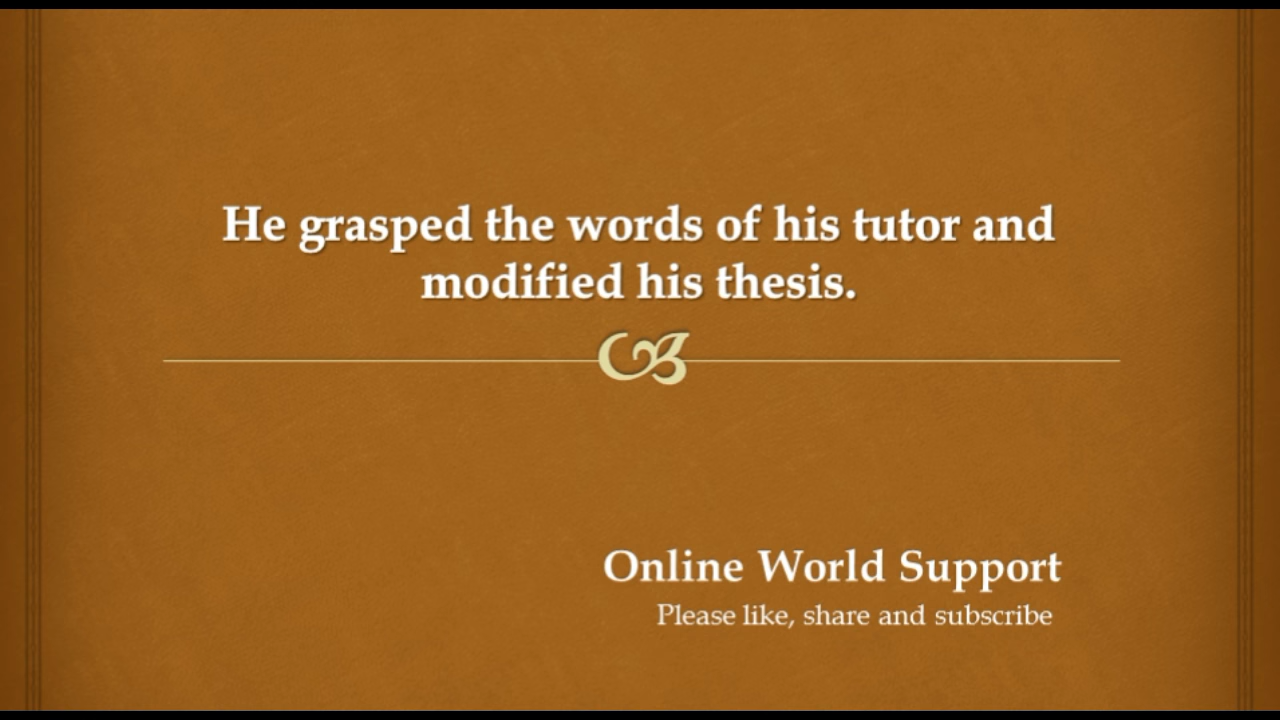 He grasped the words of his tutor and
modified his thesis.
Online World Support
Please like, share and subscribe